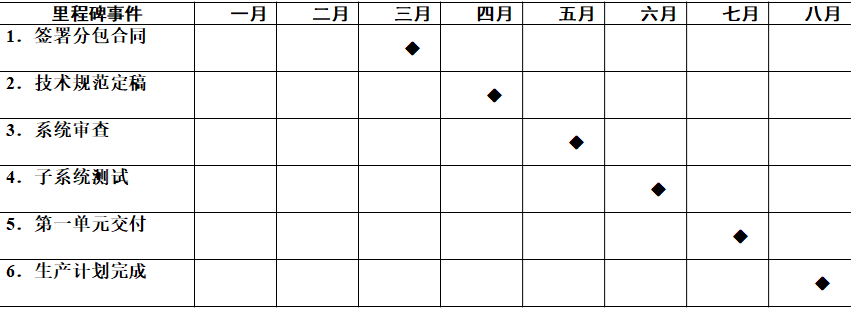 里程碑事件 一月 二月 三月 四月 五月 六月 七月 八月
1．签署分包合同
2．技术规范定稿
3．系统审查
4．子系统测试
5．第一单元交付
6．生产计划完成